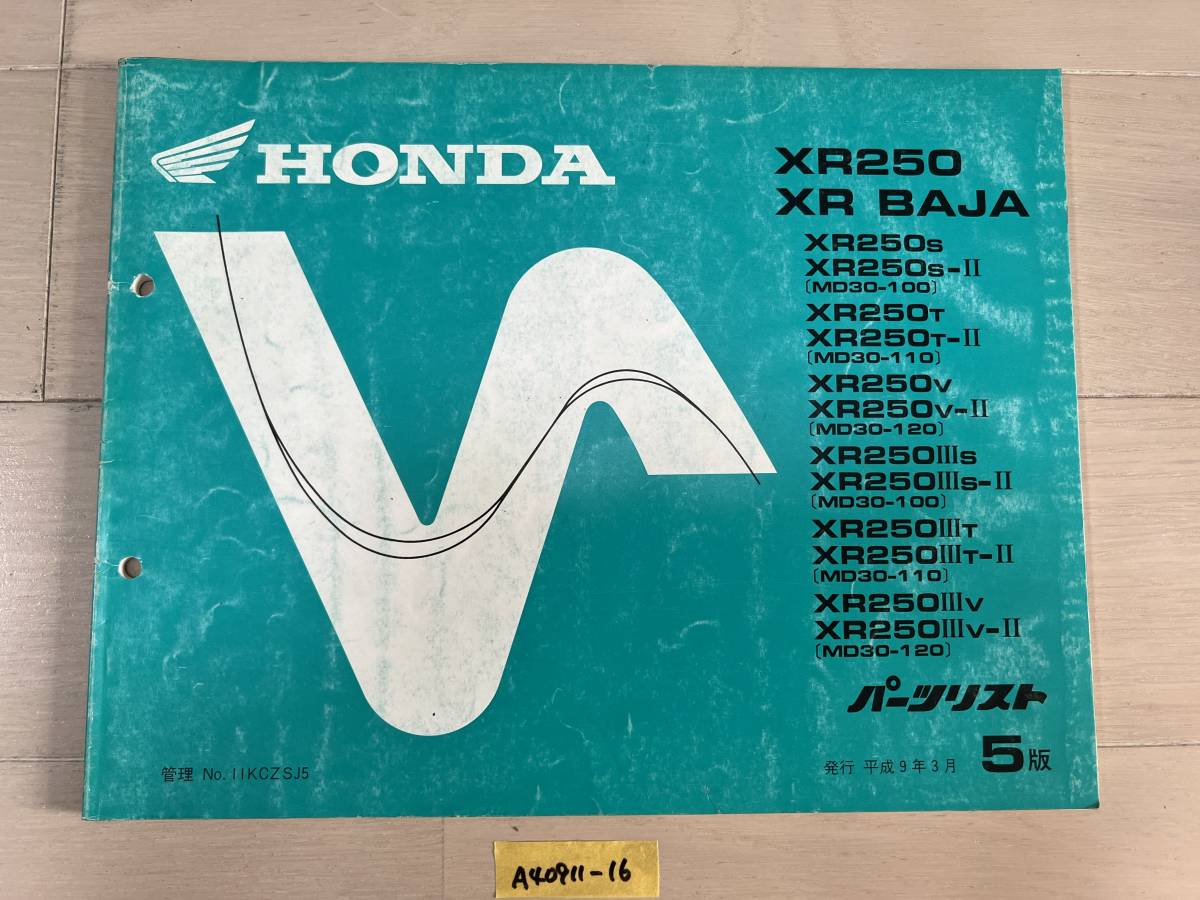 HONDA
XR250
XR BAJA
XR250S
XR250S-II
〔MD30-100〕
XR250T
XR250T-II
〔MD30-110〕
XR250V
XR250V-II
〔MD30-120〕
XR250IIIS
XR250IIIS-II
〔MD30-100〕
XR250IIIT
XR250IIIT-II
〔MD30-110〕
XR250IIIV
XR250IIIV-II
〔MD30-120〕
パーツリスト
管理 No. 11KCZSJ5
発行 平成9年3月 5版
A40911-16